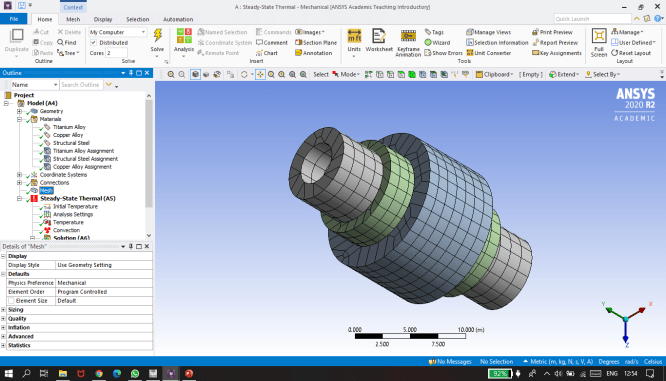 A : Steady-State Thermal - Mechanical [ANSYS Academic Teaching Introductory]
Context
File Home Mesh Display Selection Automation Quick Launch
Duplicate Cut Delete My Computer Solve Analysis Named Selection Commands Images Units Worksheet Keyframe Animation Tags Manage Views Print Preview Full Screen Manage
Copy Find Distributed Coordinate System Comment Section Plane Wizard Selection Information Report Preview User Defined
Paste Tree Cores 2 Remote Point Chart Annotation Show Errors Unit Converter Key Assignments Reset Layout
Outline Solve Insert Tools Layout
Outline
Select Mode Clipboard [ Empty ] Extend Select By
Name Search Outline
Project
Model (A4)
Geometry
Materials
Titanium Alloy
Copper Alloy
Structural Steel
Titanium Alloy Assignment
Structural Steel Assignment
Copper Alloy Assignment
Coordinate Systems
Connections
Mesh
Steady-State Thermal (A5)
Initial Temperature
Analysis Settings
Temperature
Convection
Solution (A6)
ANSYS
2020 R2
ACADEMIC
Details of "Mesh"
Display
Display Style Use Geometry Setting
Defaults
Physics Preference Mechanical
Element Order Program Controlled
Element Size Default
Sizing
Quality
Inflation
Advanced
Statistics
0.000 5.000 10.000 (m)
2.500 7.500
Y X
Z
No Messages No Selection Metric (m, kg, N, s, V, A) Degrees rad/s Celsius
92% ENG 12:54